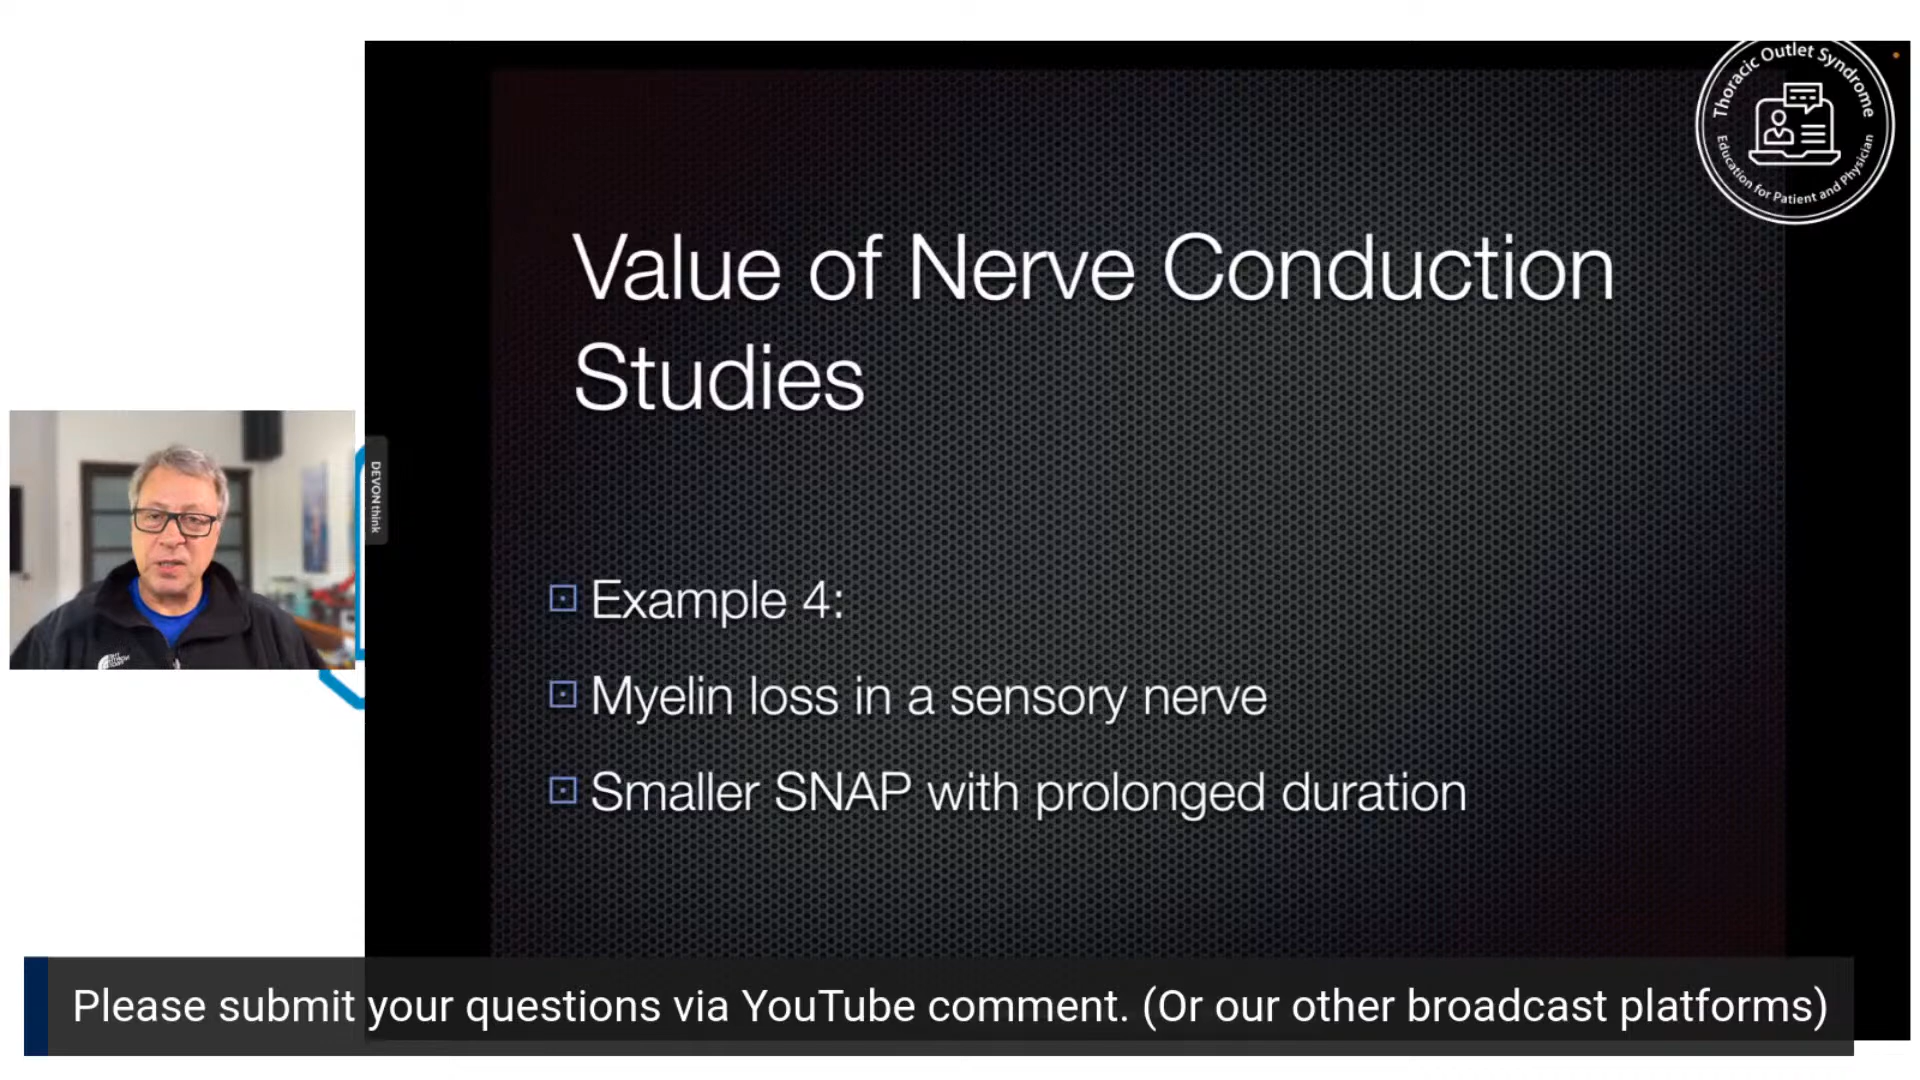 Thoracic Outlet Syndrome
Education for Patient and Physician
Value of Nerve Conduction
Studies
DEVONthink
Example 4:
Myelin loss in a sensory nerve
Smaller SNAP with prolonged duration
Please submit your questions via YouTube comment. (Or our other broadcast platforms)